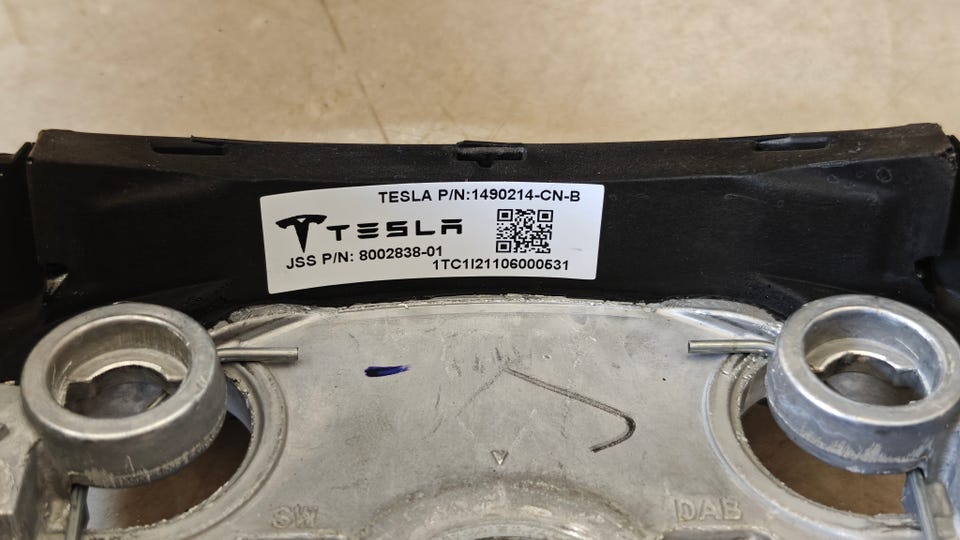 TESLA P/N:1490214-CN-B
TESLA
JSS P/N: 8002838-01
1TC1I21106000531
SW
DAB